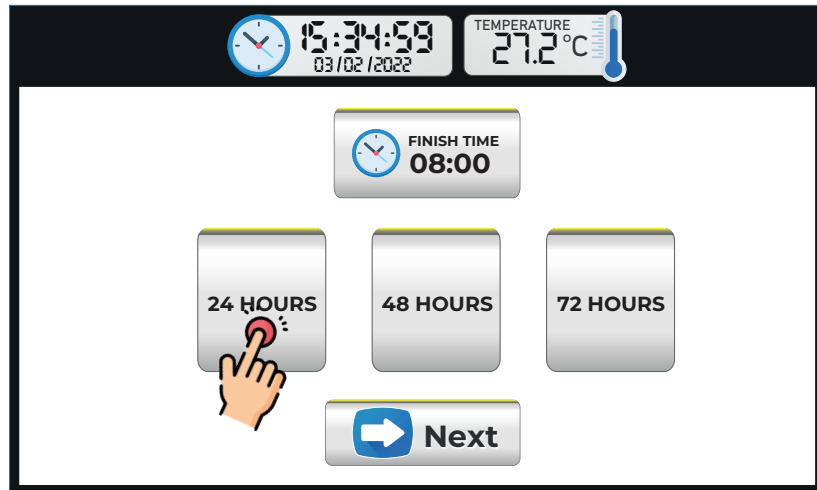 15:34:59
03/02/2022
TEMPERATURE
27.2°C
FINISH TIME
08:00
24 HOURS
48 HOURS
72 HOURS
Next